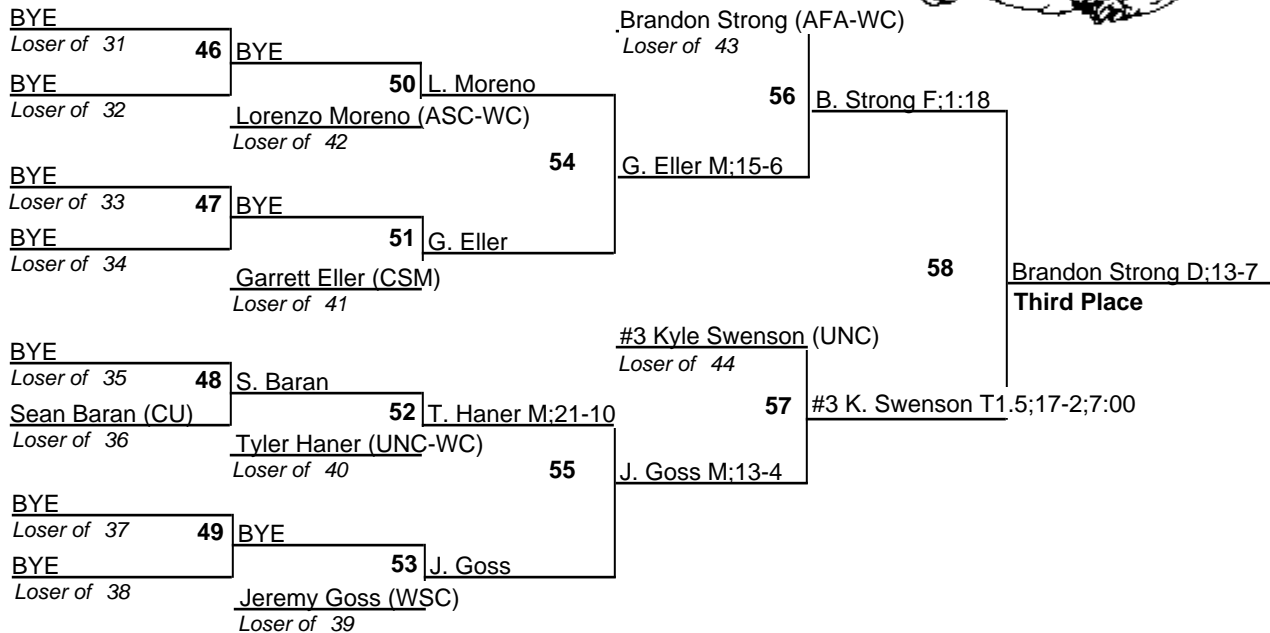 BYE
Loser of 31
46
BYE
BYE
Loser of 32
50
L. Moreno
Lorenzo Moreno (ASC-WC)
Loser of 42
54
BYE
Loser of 33
47
BYE
BYE
Loser of 34
51
G. Eller
Garrett Eller (CSM)
Loser of 41
Brandon Strong (AFA-WC)
Loser of 43
56
B. Strong F;1:18
G. Eller M;15-6
58
Brandon Strong D;13-7
Third Place
BYE
Loser of 35
48
S. Baran
Sean Baran (CU)
Loser of 36
52
T. Haner M;21-10
Tyler Haner (UNC-WC)
Loser of 40
55
BYE
Loser of 37
49
BYE
BYE
Loser of 38
53
J. Goss
Jeremy Goss (WSC)
Loser of 39
#3 Kyle Swenson (UNC)
Loser of 44
57
#3 K. Swenson T1.5;17-2;7:00
J. Goss M;13-4